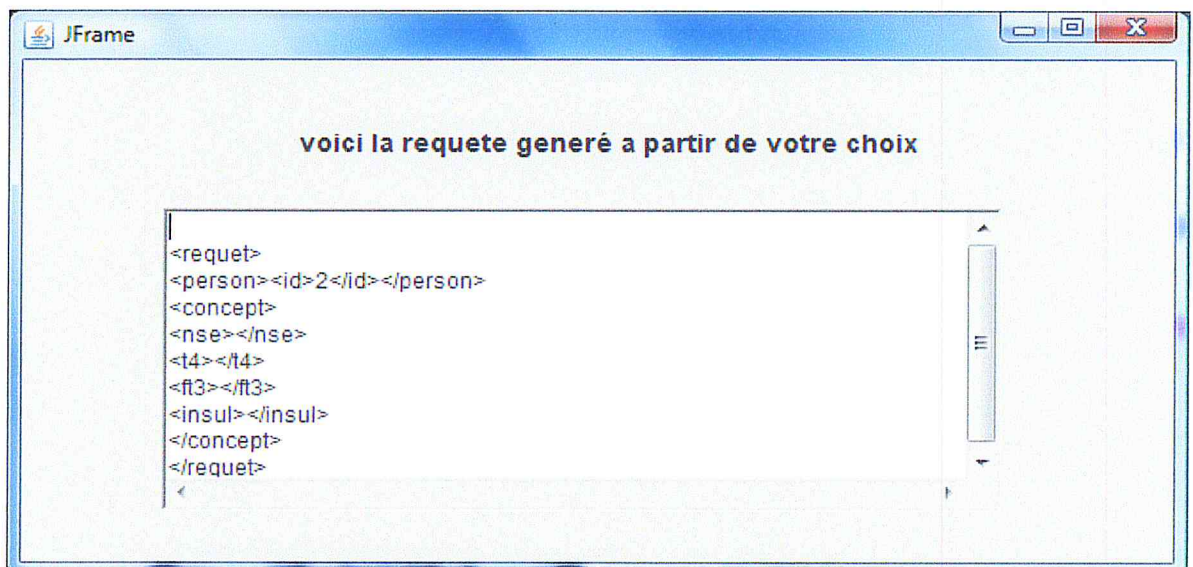 JFrame
voici la requete generé a partir de votre choix
<requet>
<person><id>2</id></person>
<concept>
<nse></nse>
<t4></t4>
<ft3></ft3>
<insul></insul>
</concept>
</requet>